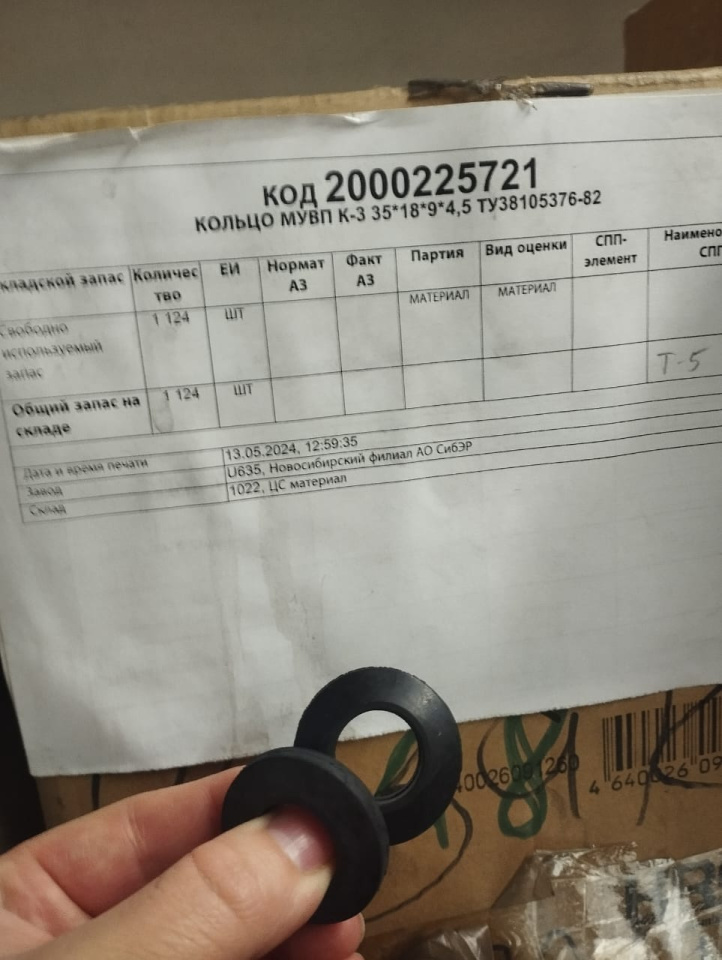 КОД 2000225721
КОЛЬЦО МУВП К-3 35*18*9*4,5 ТУ38105376-82
кладской запас Количес тво ЕИ Нормат АЗ Факт АЗ Партия Вид оценки СПП-элемент Наимено СПП
Свободно используемый запас 1 124 ШТ МАТЕРИАЛ МАТЕРИАЛ
Общий запас на складе 1 124 ШТ Т-5
Дата и время печати 13.05.2024, 12:59:35
Завод U635, Новосибирский филиал АО СибЭР
Склад 1022, ЦС материал